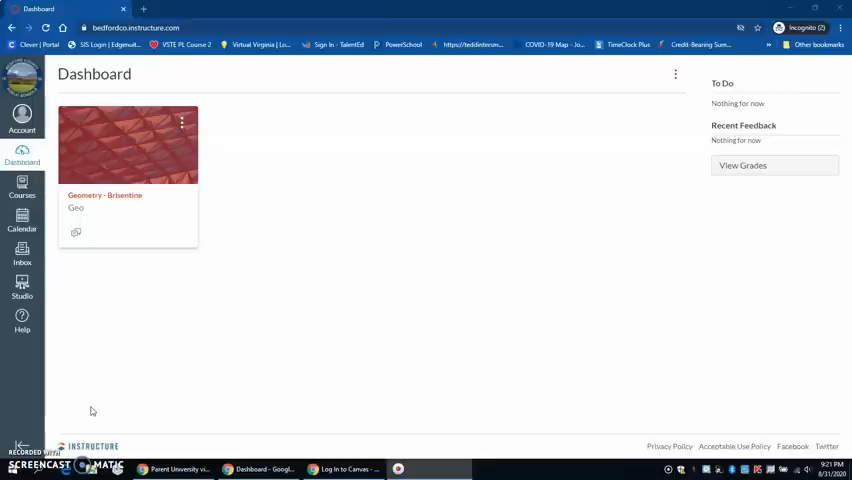 Dashboard
Incognito (2)
bedfordco.instructure.com
Clever | Portal
SIS Login | Edgenuit...
VSTE PL Course 2
Virtual Virginia | Lo...
Sign In - TalentEd
PowerSchool
https://teddintersm...
COVID-19 Map - Jo...
TimeClock Plus
Credit-Bearing Sum...
»
Other bookmarks
Account
Dashboard
Courses
Calendar
Inbox
Studio
Help
Dashboard
Geometry - Brisentine
Geo
To Do
Nothing for now
Recent Feedback
Nothing for now
View Grades
INSTRUCTURE
Privacy Policy
Acceptable Use Policy
Facebook
Twitter
RECORDED WITH
SCREENCAST MATIC
Parent University vi...
Dashboard - Googl...
Log In to Canvas - ...
9:21 PM
8/31/2020